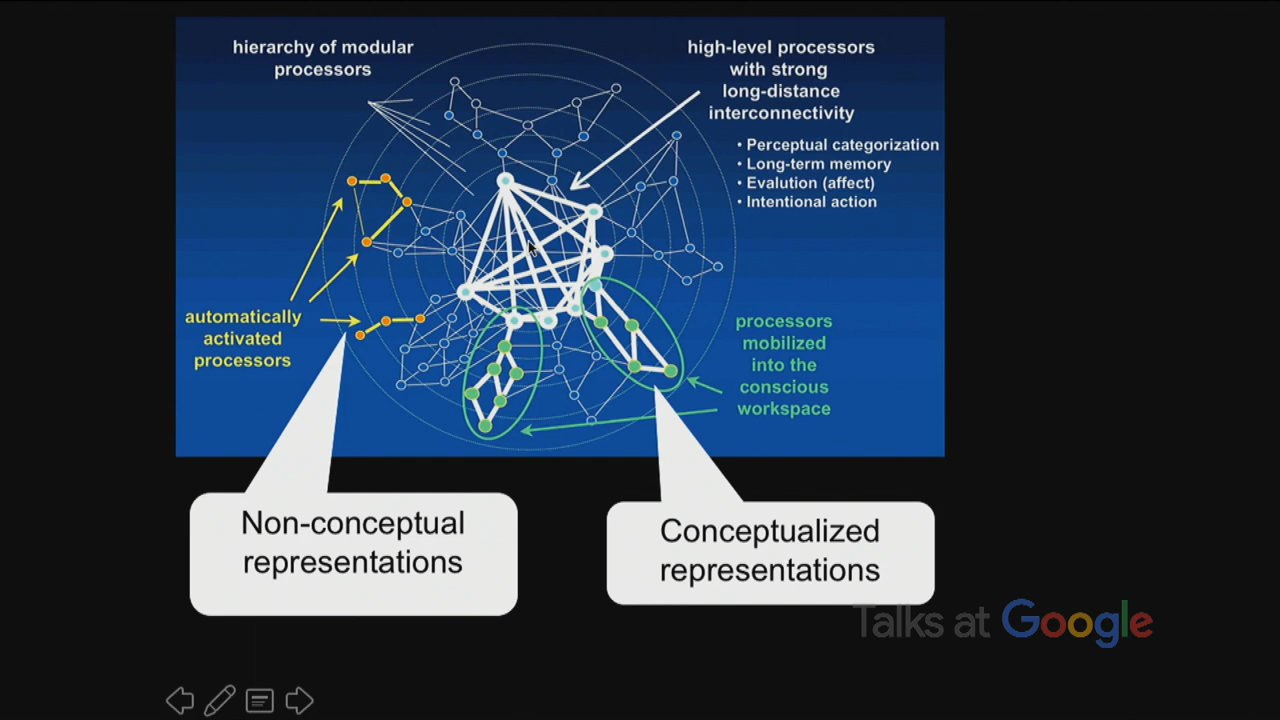 hierarchy of modular
processors
high-level processors
with strong
long-distance
interconnectivity
• Perceptual categorization
• Long-term memory
• Evalution (affect)
• Intentional action
automatically
activated
processors
processors
mobilized
into the
conscious
workspace
Non-conceptual
representations
Conceptualized
representations
Talks at Google